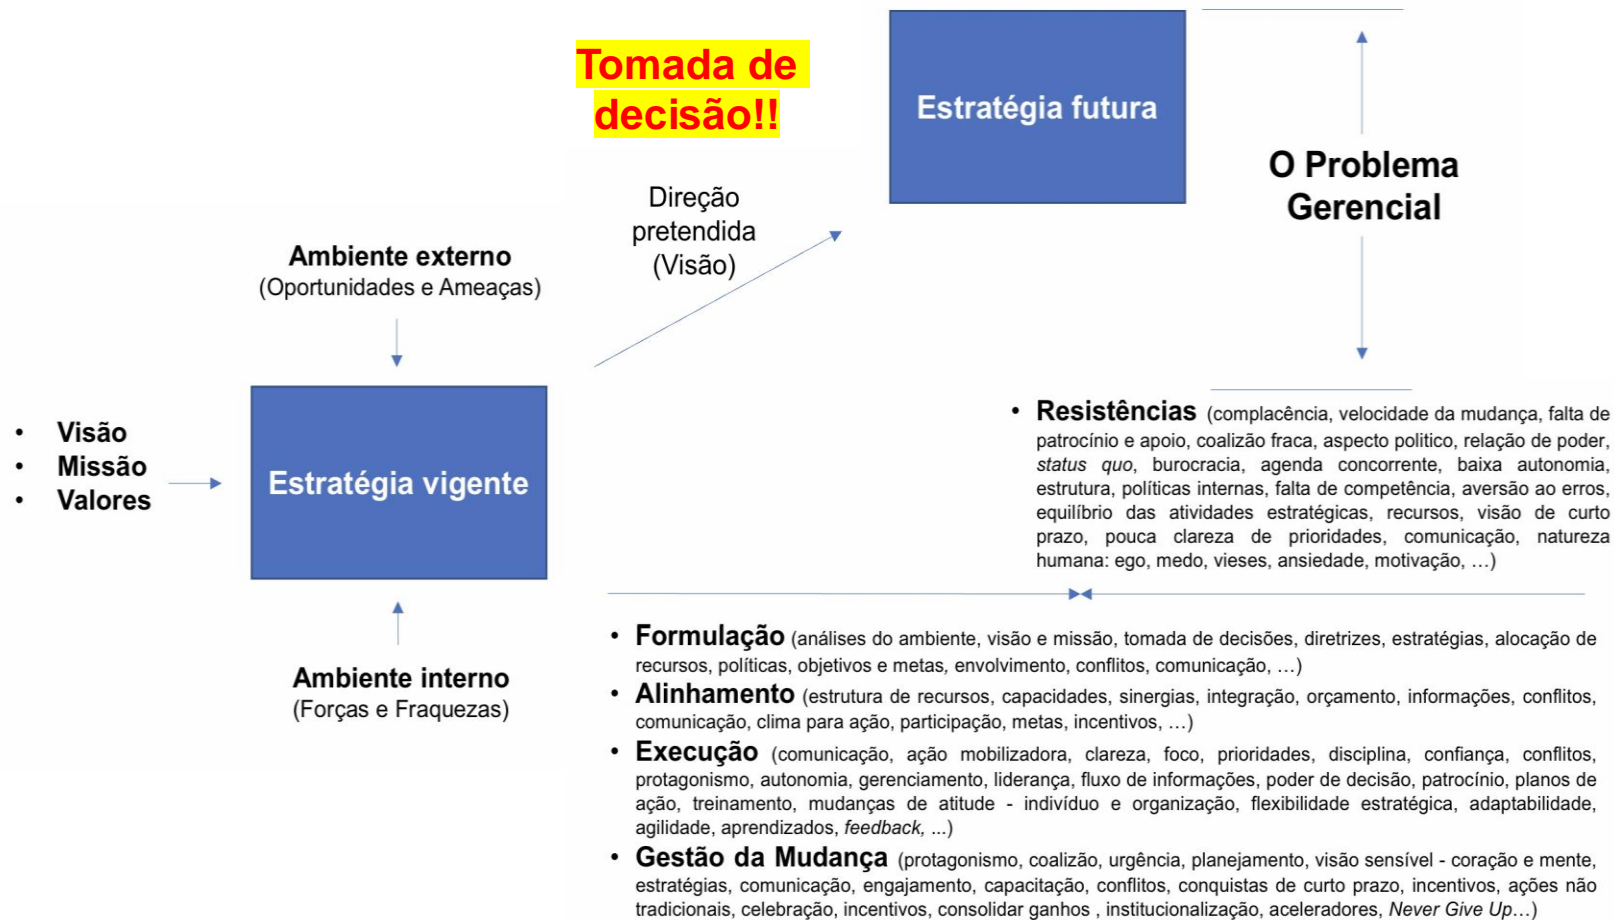 Tomada de
decisão!!
Estratégia futura
O Problema
Gerencial
Direção
pretendida
(Visão)
Ambiente externo
(Oportunidades e Ameaças)
• Visão
• Missão
• Valores
Estratégia vigente
Ambiente interno
(Forças e Fraquezas)
• Resistências (complacência, velocidade da mudança, falta de
patrocínio e apoio, coalizão fraca, aspecto politico, relação de poder,
status quo, burocracia, agenda concorrente, baixa autonomia,
estrutura, políticas internas, falta de competência, aversão ao erros,
equilíbrio das atividades estratégicas, recursos, visão de curto
prazo, pouca clareza de prioridades, comunicação, natureza
humana: ego, medo, vieses, ansiedade, motivação, …)
• Formulação (análises do ambiente, visão e missão, tomada de decisões, diretrizes, estratégias, alocação de
recursos, políticas, objetivos e metas, envolvimento, conflitos, comunicação, …)
• Alinhamento (estrutura de recursos, capacidades, sinergias, integração, orçamento, informações, conflitos,
comunicação, clima para ação, participação, metas, incentivos, …)
• Execução (comunicação, ação mobilizadora, clareza, foco, prioridades, disciplina, confiança, conflitos,
protagonismo, autonomia, gerenciamento, liderança, fluxo de informações, poder de decisão, patrocínio, planos de
ação, treinamento, mudanças de atitude - indivíduo e organização, flexibilidade estratégica, adaptabilidade,
agilidade, aprendizados, feedback, ...)
• Gestão da Mudança (protagonismo, coalizão, urgência, planejamento, visão sensível - coração e mente,
estratégias, comunicação, engajamento, capacitação, conflitos, conquistas de curto prazo, incentivos, ações não
tradicionais, celebração, incentivos, consolidar ganhos , institucionalização, aceleradores, Never Give Up…)